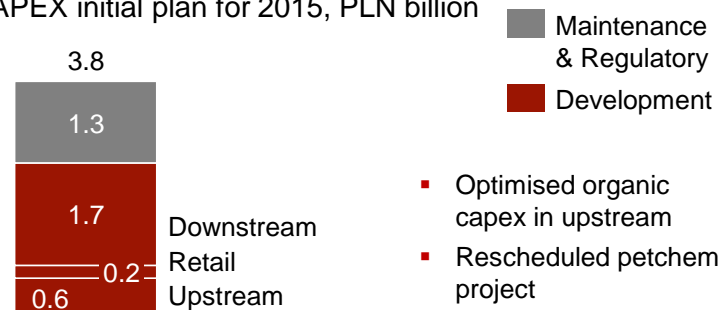 APEX initial plan for 2015, PLN billion
Maintenance
& Regulatory
Development
3.8
1.3
1.7
Downstream
Retail
0.2
0.6
Upstream
▪ Optimised organic
capex in upstream
▪ Rescheduled petchem
project